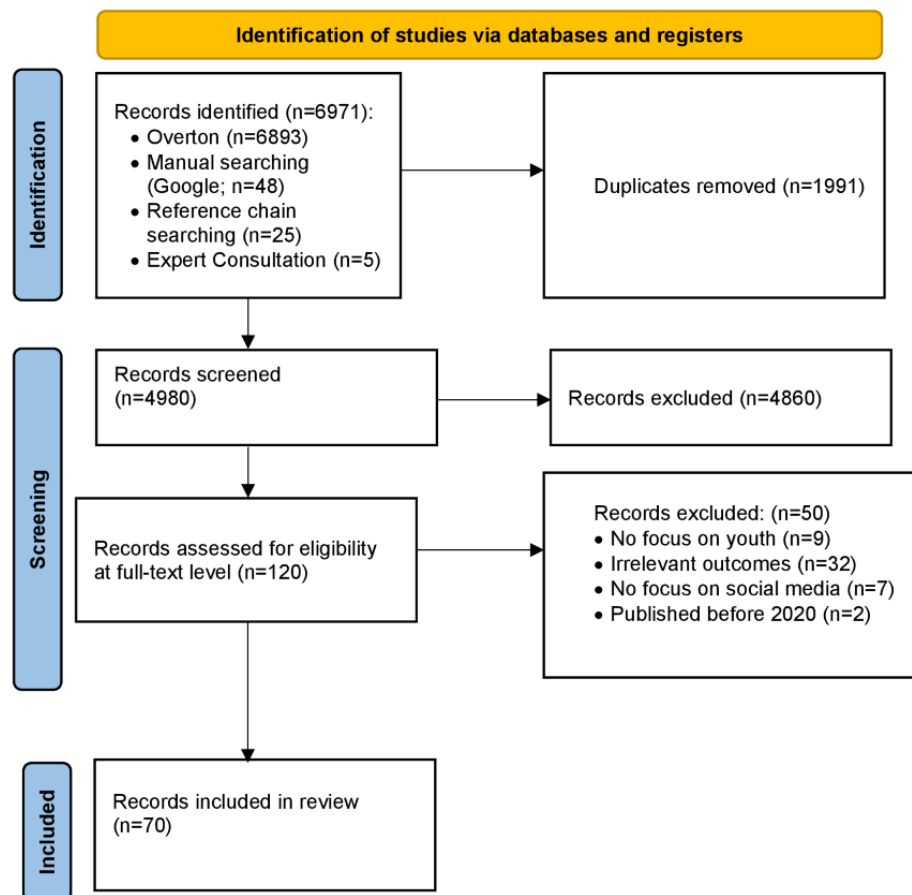 Identification of studies via databases and registers
Identification
Records identified (n=6971):
• Overton (n=6893)
• Manual searching
(Google; n=48)
• Reference chain
searching (n=25)
• Expert Consultation (n=5)
Duplicates removed (n=1991)
Screening
Records screened
(n=4980)
Records excluded (n=4860)
Records assessed for eligibility
at full-text level (n=120)
Records excluded: (n=50)
• No focus on youth (n=9)
• Irrelevant outcomes (n=32)
• No focus on social media (n=7)
• Published before 2020 (n=2)
Included
Records included in review
(n=70)